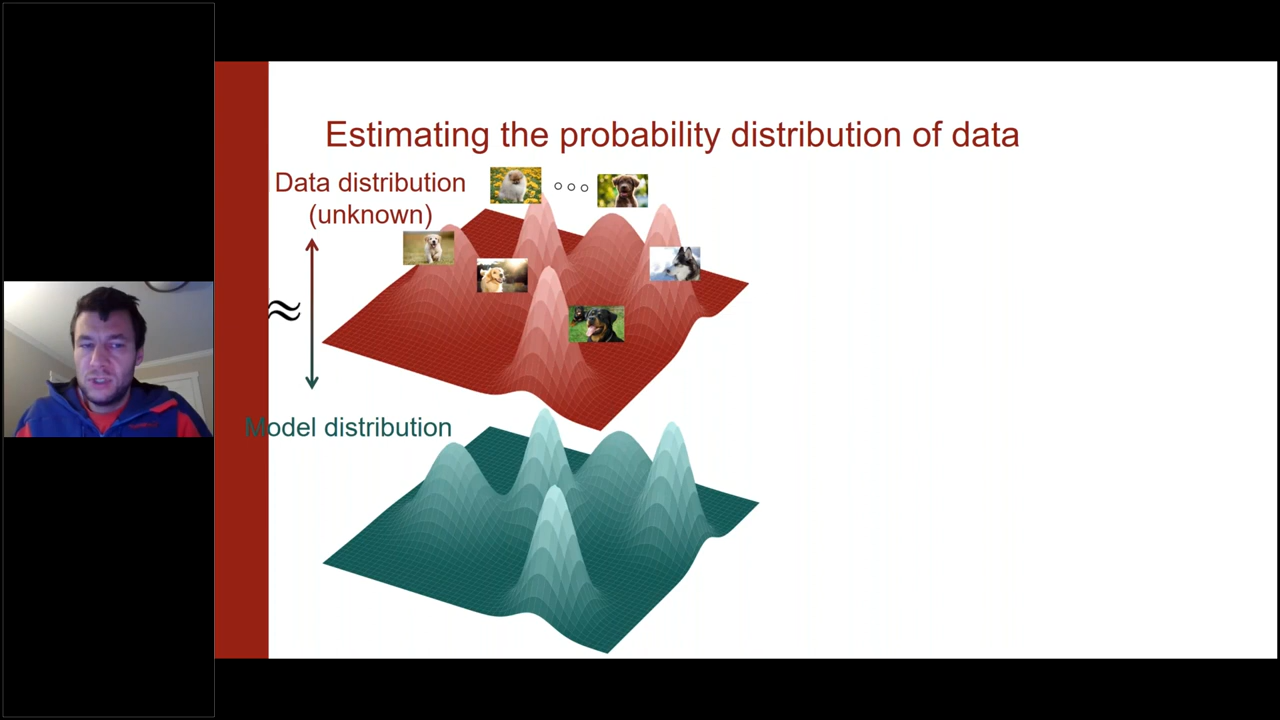 Estimating the probability distribution of data
Data distribution
(unknown)
≈
Model distribution